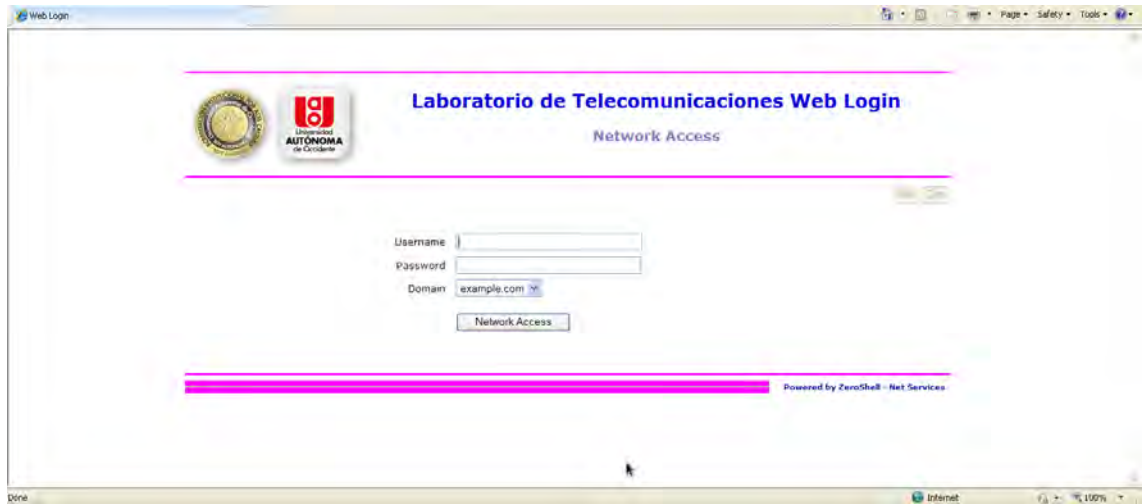 Web Login
Page
Safety
Tools
Laboratorio de Telecomunicaciones Web Login
Network Access
Universidad
AUTÓNOMA
de Occidente
Username
Password
Domain
example.com
Network Access
Powered by ZeroShell - Net Services
Done
Internet
100%